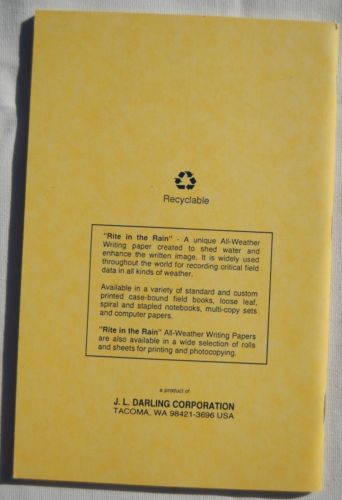 Recyclable
"Rite in the Rain" - A unique All-Weather
Writing paper created to shed water and
enhance the written image. It is widely used
throughout the world for recording critical field
data in all kinds of weather.
Available in a variety of standard and custom
printed case-bound field books, loose leaf,
spiral and stapled notebooks, multi-copy sets
and computer papers.
"Rite in the Rain" All-Weather Writing Papers
are also available in a wide selection of rolls
and sheets for printing and photocopying.
a product of
J. L. DARLING CORPORATION
TACOMA, WA 98421-3696 USA